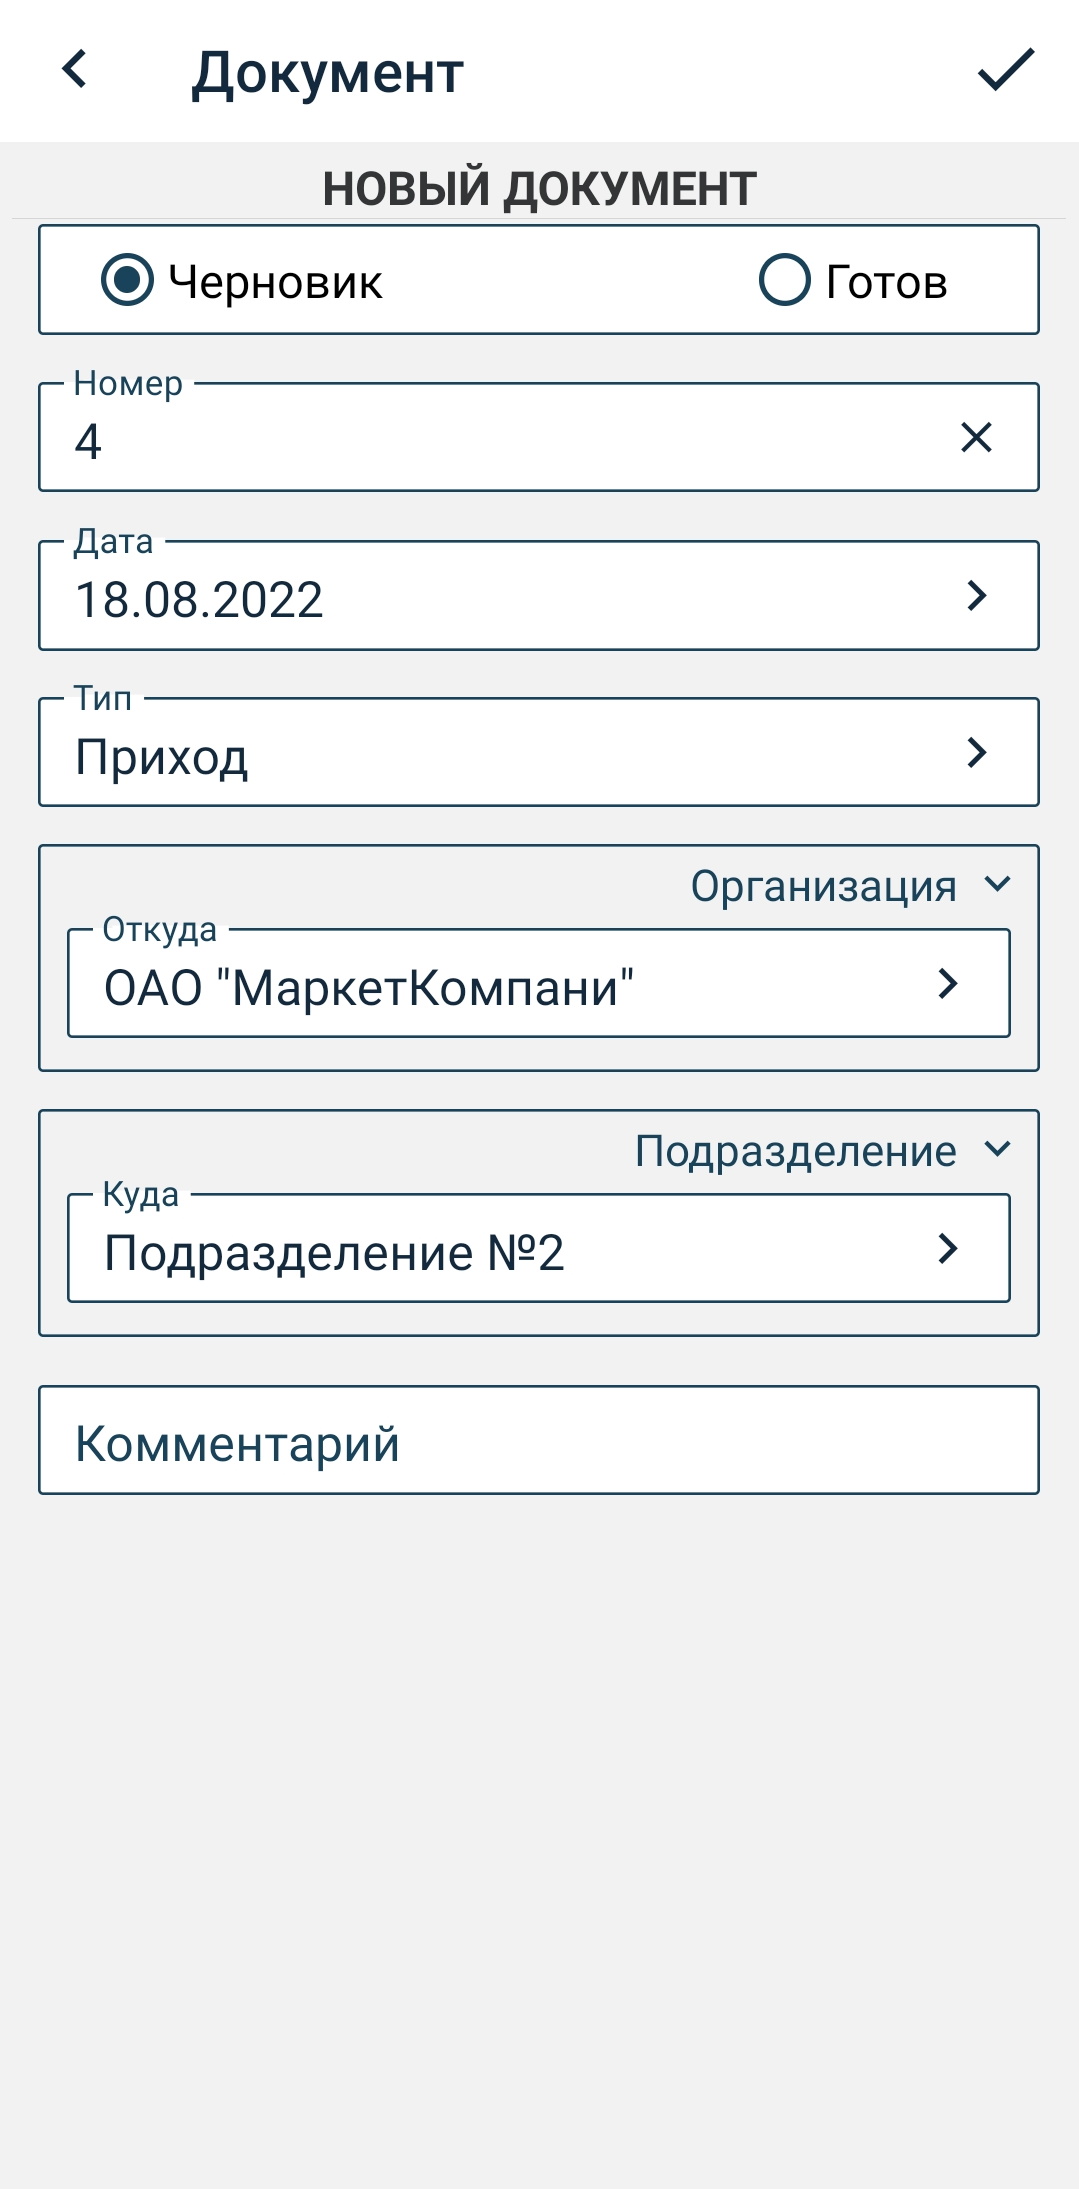 Документ
НОВЫЙ ДОКУМЕНТ
Черновик Готов
Номер
4
Дата
18.08.2022
Тип
Приход
Организация
Откуда
ОАО "МаркетКомпани"
Подразделение
Куда
Подразделение №2
Комментарий